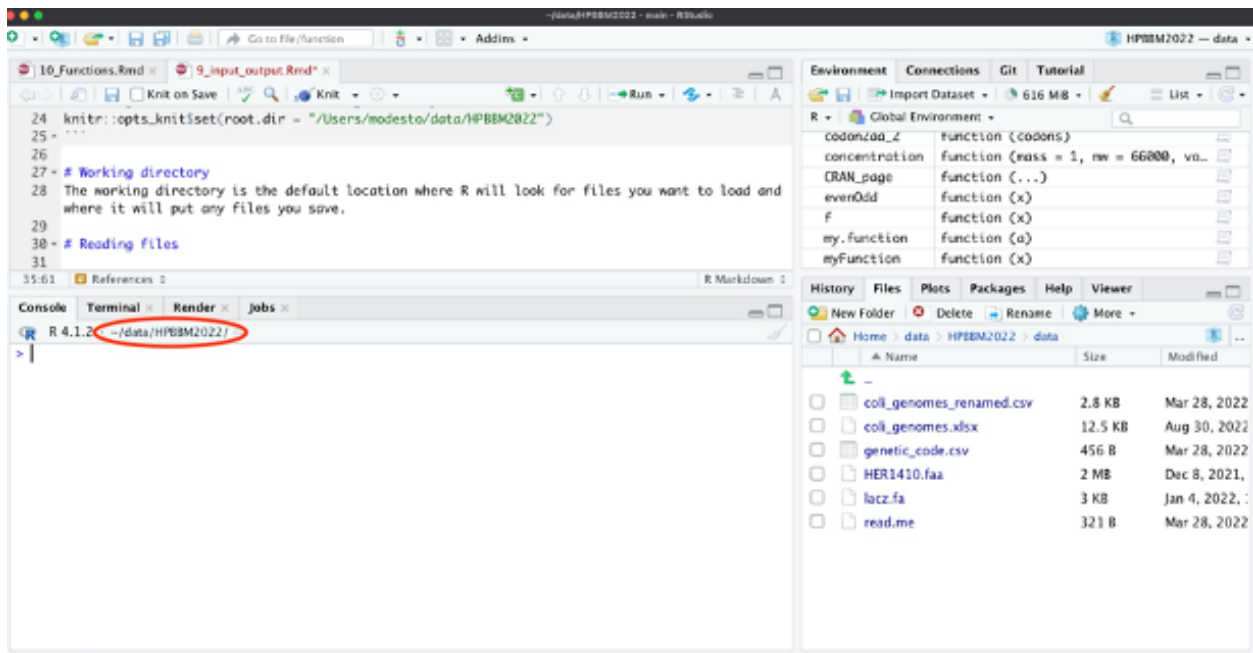 ~/data/HPBBM2022 - main - RStudio
Go to file/function
Addins
HPBBM2022 — data
10_Functions.Rmd
9_input_output.Rmd*
Knit on Save
Knit
Run
24 knitr::opts_knit$set(root.dir = "/Users/modesto/data/HPBBM2022")
25 ```
26
27 # Working directory
28 The working directory is the default location where R will look for files you want to load and
where it will put any files you save.
29
30 # Reading files
31
35:61 References
R Markdown
Console Terminal Render Jobs
R 4.1.2 · ~/data/HPBBM2022/
>
Environment Connections Git Tutorial
Import Dataset 616 MiB List
R Global Environment
codon2aa_2 function (codons)
concentration function (mass = 1, mw = 66000, vo…
CRAN_page function (...)
evenOdd function (x)
f function (x)
my.function function (a)
myFunction function (x)
History Files Plots Packages Help Viewer
New Folder Delete Rename More
Home > data > HPBBM2022 > data
Name Size Modified
..
coli_genomes_renamed.csv 2.8 KB Mar 28, 2022
coli_genomes.xlsx 12.5 KB Aug 30, 2022
genetic_code.csv 456 B Mar 28, 2022
HER1410.faa 2 MB Dec 8, 2021,
lacz.fa 3 KB Jan 4, 2022,
read.me 321 B Mar 28, 2022